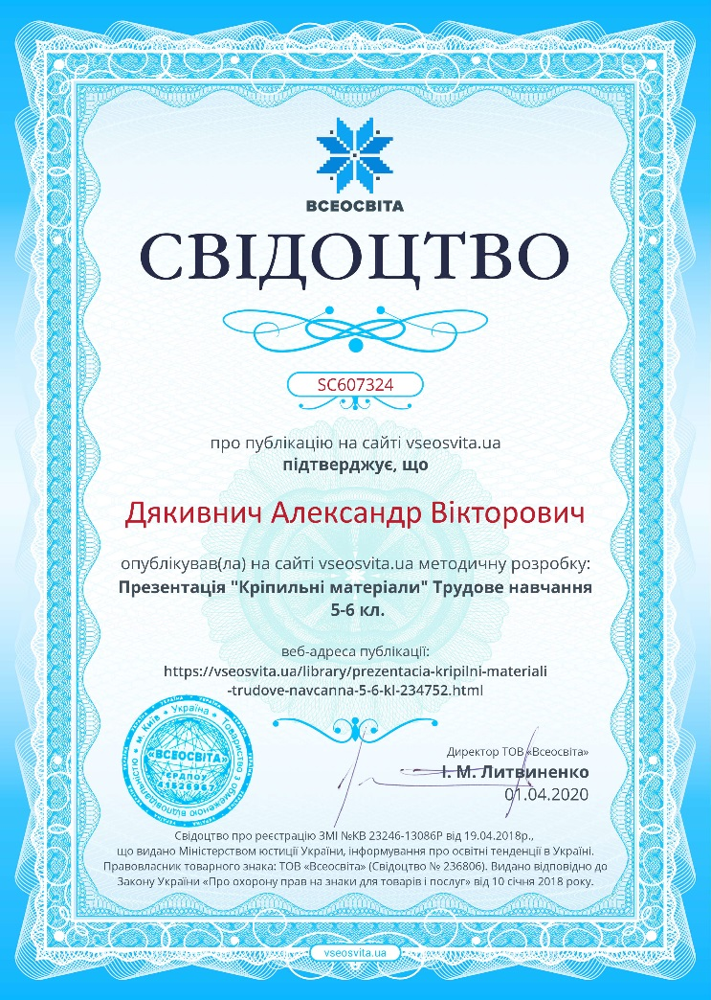 ВСЕОСВІТА
СВІДОЦТВО
SC607324
про публікацію на сайті vseosvita.ua
підтверджує, що
Дякивнич Александр Вікторович
опублікував(ла) на сайті vseosvita.ua методичну розробку:
Презентація "Кріпильні матеріали" Трудове навчання
5-6 кл.
веб-адреса публікації:
https://vseosvita.ua/library/prezentacia-kripilni-materiali
-trudove-navcanna-5-6-kl-234752.html
м. Київ * Україна * Товариство з обмеженою відповідальністю
«ВСЕОСВІТА»
ЄДРПОУ
Директор ТОВ «Всеосвіта»
І. М. Литвиненко
01.04.2020
Свідоцтво про реєстрацію ЗМІ №КВ 23246-13086Р від 19.04.2018р.,
що видано Міністерством юстиції України, інформування про освітні тенденції в Україні.
Правовласник товарного знака: ТОВ «Всеосвіта» (Свідоцтво № 236806). Видано відповідно до
Закону України «Про охорону прав на знаки для товарів і послуг» від 10 січня 2018 року.
vseosvita.ua